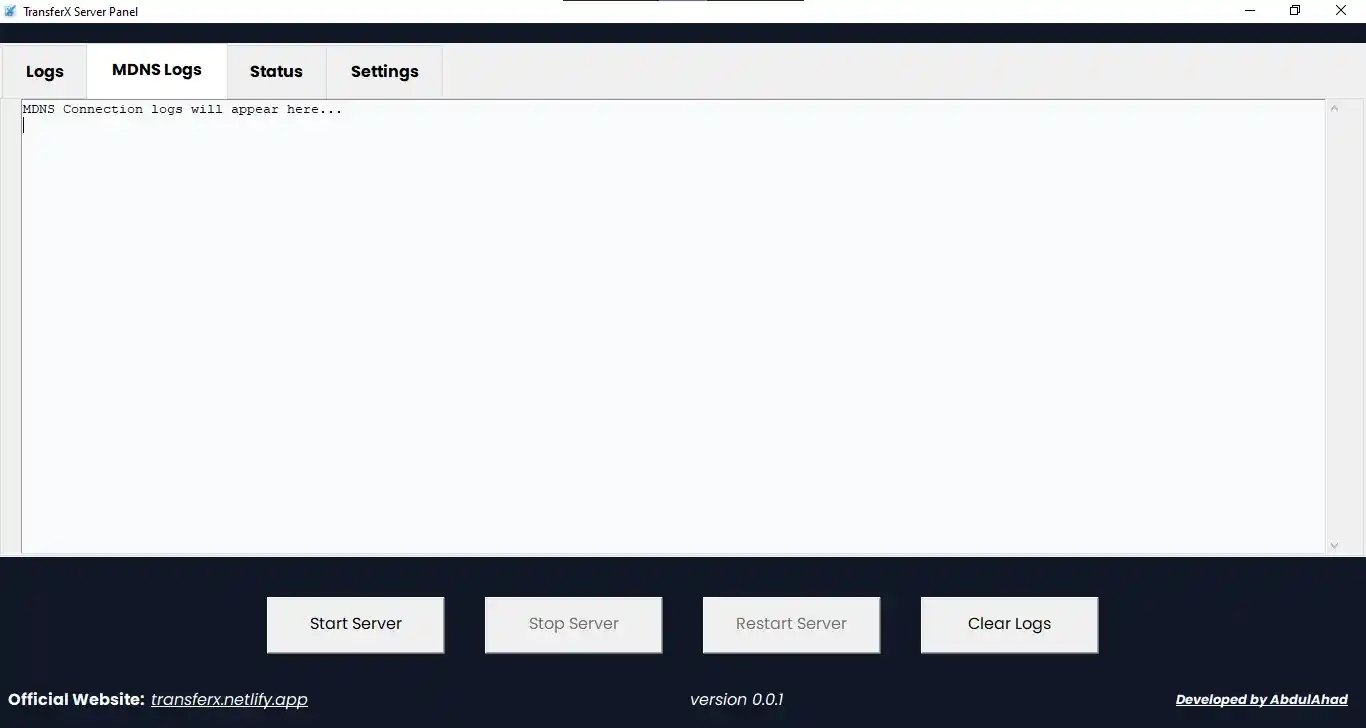 TransferX Server Panel
Logs MDNS Logs Status Settings
MDNS Connection logs will appear here...
Start Server Stop Server Restart Server Clear Logs
Official Website: transferx.netlify.app version 0.0.1 Developed by AbdulAhad